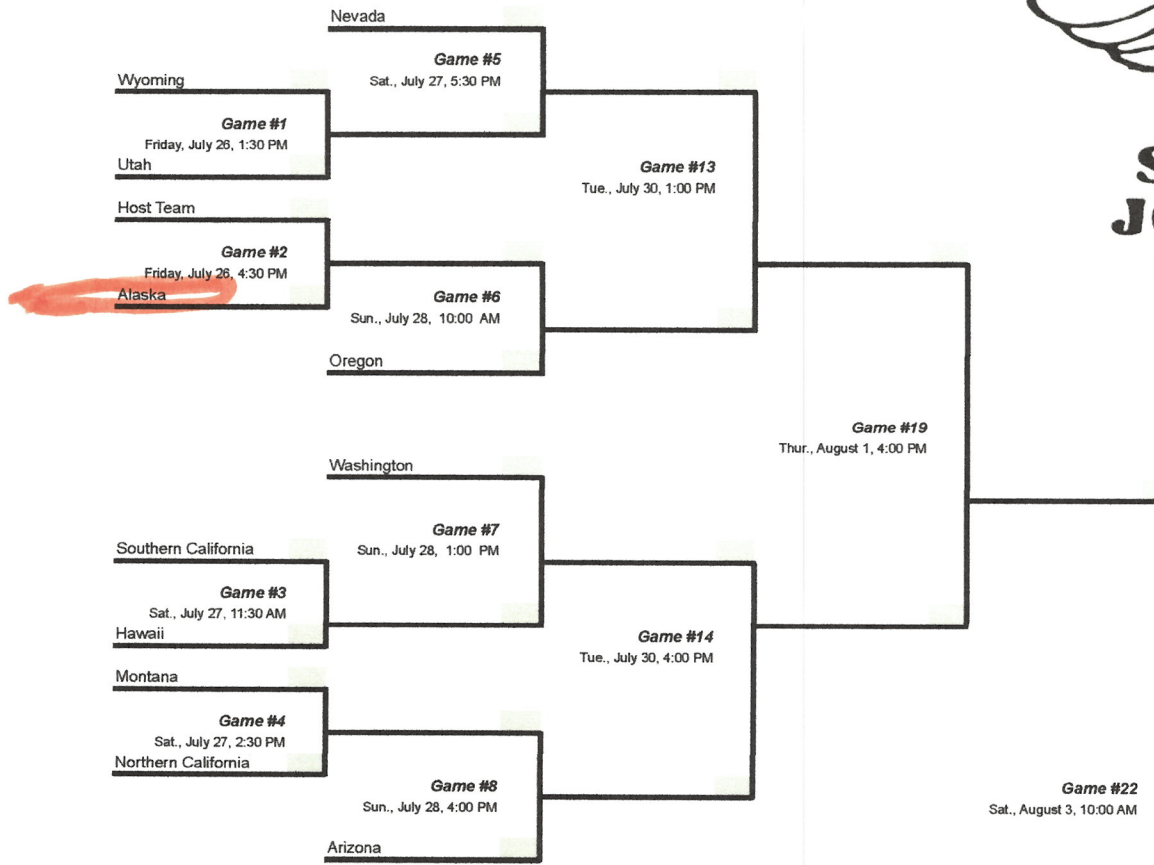 Nevada
Game #5
Sat., July 27, 5:30 PM
Wyoming
Game #1
Friday, July 26, 1:30 PM
Utah
Game #13
Tue., July 30, 1:00 PM
Host Team
Game #2
Friday, July 26, 4:30 PM
Alaska
Game #6
Sun., July 28, 10:00 AM
Oregon
Game #19
Thur., August 1, 4:00 PM
Washington
Game #7
Sun., July 28, 1:00 PM
Southern California
Game #3
Sat., July 27, 11:30 AM
Hawaii
Game #14
Tue., July 30, 4:00 PM
Montana
Game #4
Sat., July 27, 2:30 PM
Northern California
Game #8
Sun., July 28, 4:00 PM
Arizona
Game #22
Sat., August 3, 10:00 AM